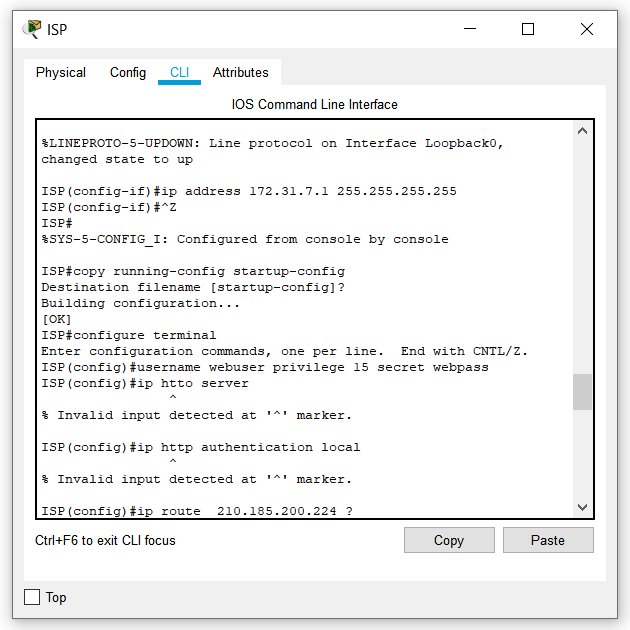 ISP
Physical Config CLI Attributes
IOS Command Line Interface
%LINEPROTO-5-UPDOWN: Line protocol on Interface Loopback0,
changed state to up
ISP(config-if)#ip address 172.31.7.1 255.255.255.255
ISP(config-if)#^Z
ISP#
%SYS-5-CONFIG_I: Configured from console by console
ISP#copy running-config startup-config
Destination filename [startup-config]?
Building configuration...
[OK]
ISP#configure terminal
Enter configuration commands, one per line.  End with CNTL/Z.
ISP(config)#username webuser privilege 15 secret webpass
ISP(config)#ip htto server
^
% Invalid input detected at '^' marker.
ISP(config)#ip http authentication local
^
% Invalid input detected at '^' marker.
ISP(config)#ip route  210.185.200.224 ?
Ctrl+F6 to exit CLI focus
Copy Paste
Top